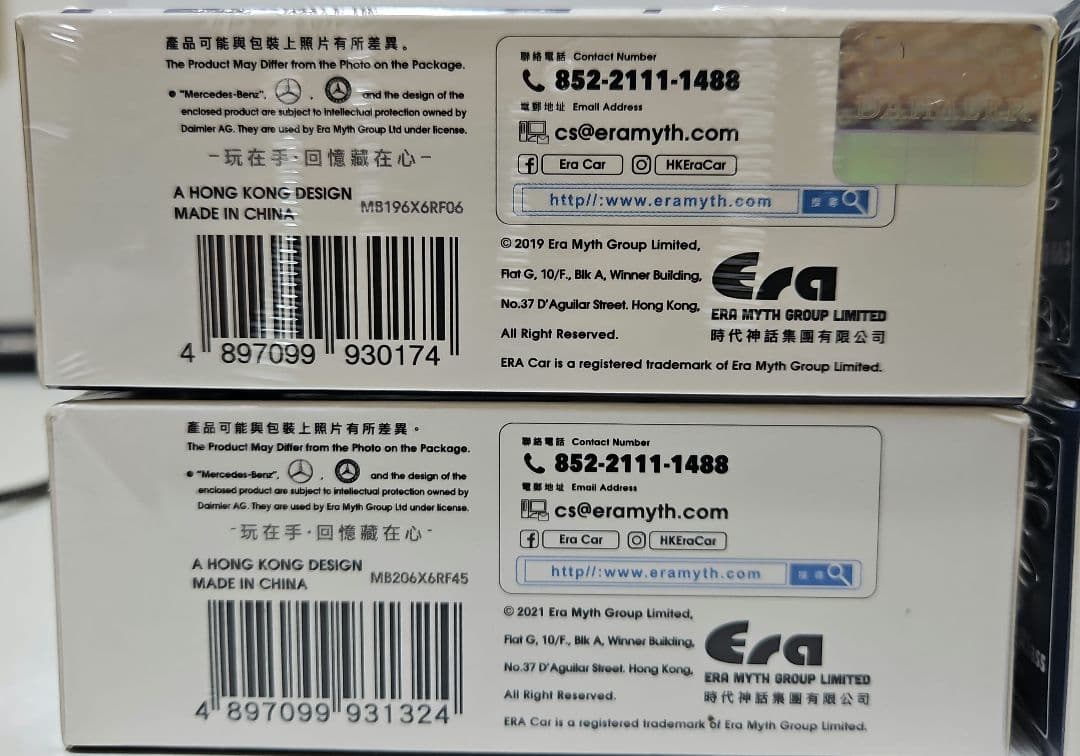 產品可能與包裝上照片有所差異。
The Product May Differ from the Photo on the Package.
"Mercedes-Benz", , and the design of the
enclosed product are subject to intellectual protection owned by
Daimler AG. They are used by Era Myth Group Ltd under license.
-玩在手·回憶藏在心-
A HONG KONG DESIGN
MADE IN CHINA
MB196X6RF06
4 897099 930174
聯絡電話 Contact Number
852-2111-1488
電郵地址 Email Address
cs@eramyth.com
Era Car HKEraCar
http//:www.eramyth.com 搜尋
DAIMLER
© 2019 Era Myth Group Limited,
Flat G, 10/F., Blk A, Winner Building,
No.37 D'Aguilar Street. Hong Kong,
All Right Reserved.
Era
ERA MYTH GROUP LIMITED
時代神話集團有限公司
ERA Car is a registered trademark of Era Myth Group Limited.
產品可能與包裝上照片有所差異。
The Product May Differ from the Photo on the Package.
"Mercedes-Benz", , and the design of the
enclosed product are subject to intellectual protection owned by
Daimler AG. They are used by Era Myth Group Ltd under license.
-玩在手·回憶藏在心-
A HONG KONG DESIGN
MADE IN CHINA
MB206X6RF45
4 897099 931324
聯絡電話 Contact Number
852-2111-1488
電郵地址 Email Address
cs@eramyth.com
Era Car HKEraCar
http//:www.eramyth.com 搜尋
© 2021 Era Myth Group Limited,
Flat G, 10/F., Blk A, Winner Building,
No.37 D'Aguilar Street. Hong Kong,
All Right Reserved.
Era
ERA MYTH GROUP LIMITED
時代神話集團有限公司
ERA Car is a registered trademark of Era Myth Group Limited.